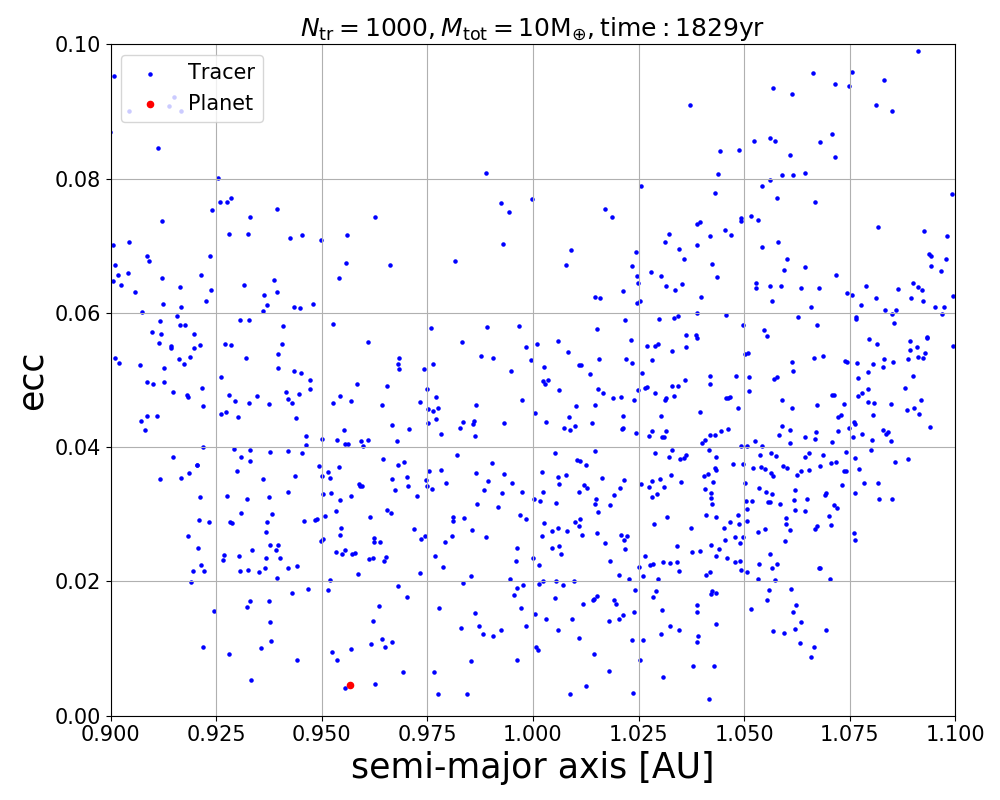 N_tr = 1000, M_tot = 10M_⊕, time : 1829yr
0.10
Tracer
Planet
0.08
0.06
ecc
0.04
0.02
0.00
0.900 0.925 0.950 0.975 1.000 1.025 1.050 1.075 1.100
semi-major axis [AU]